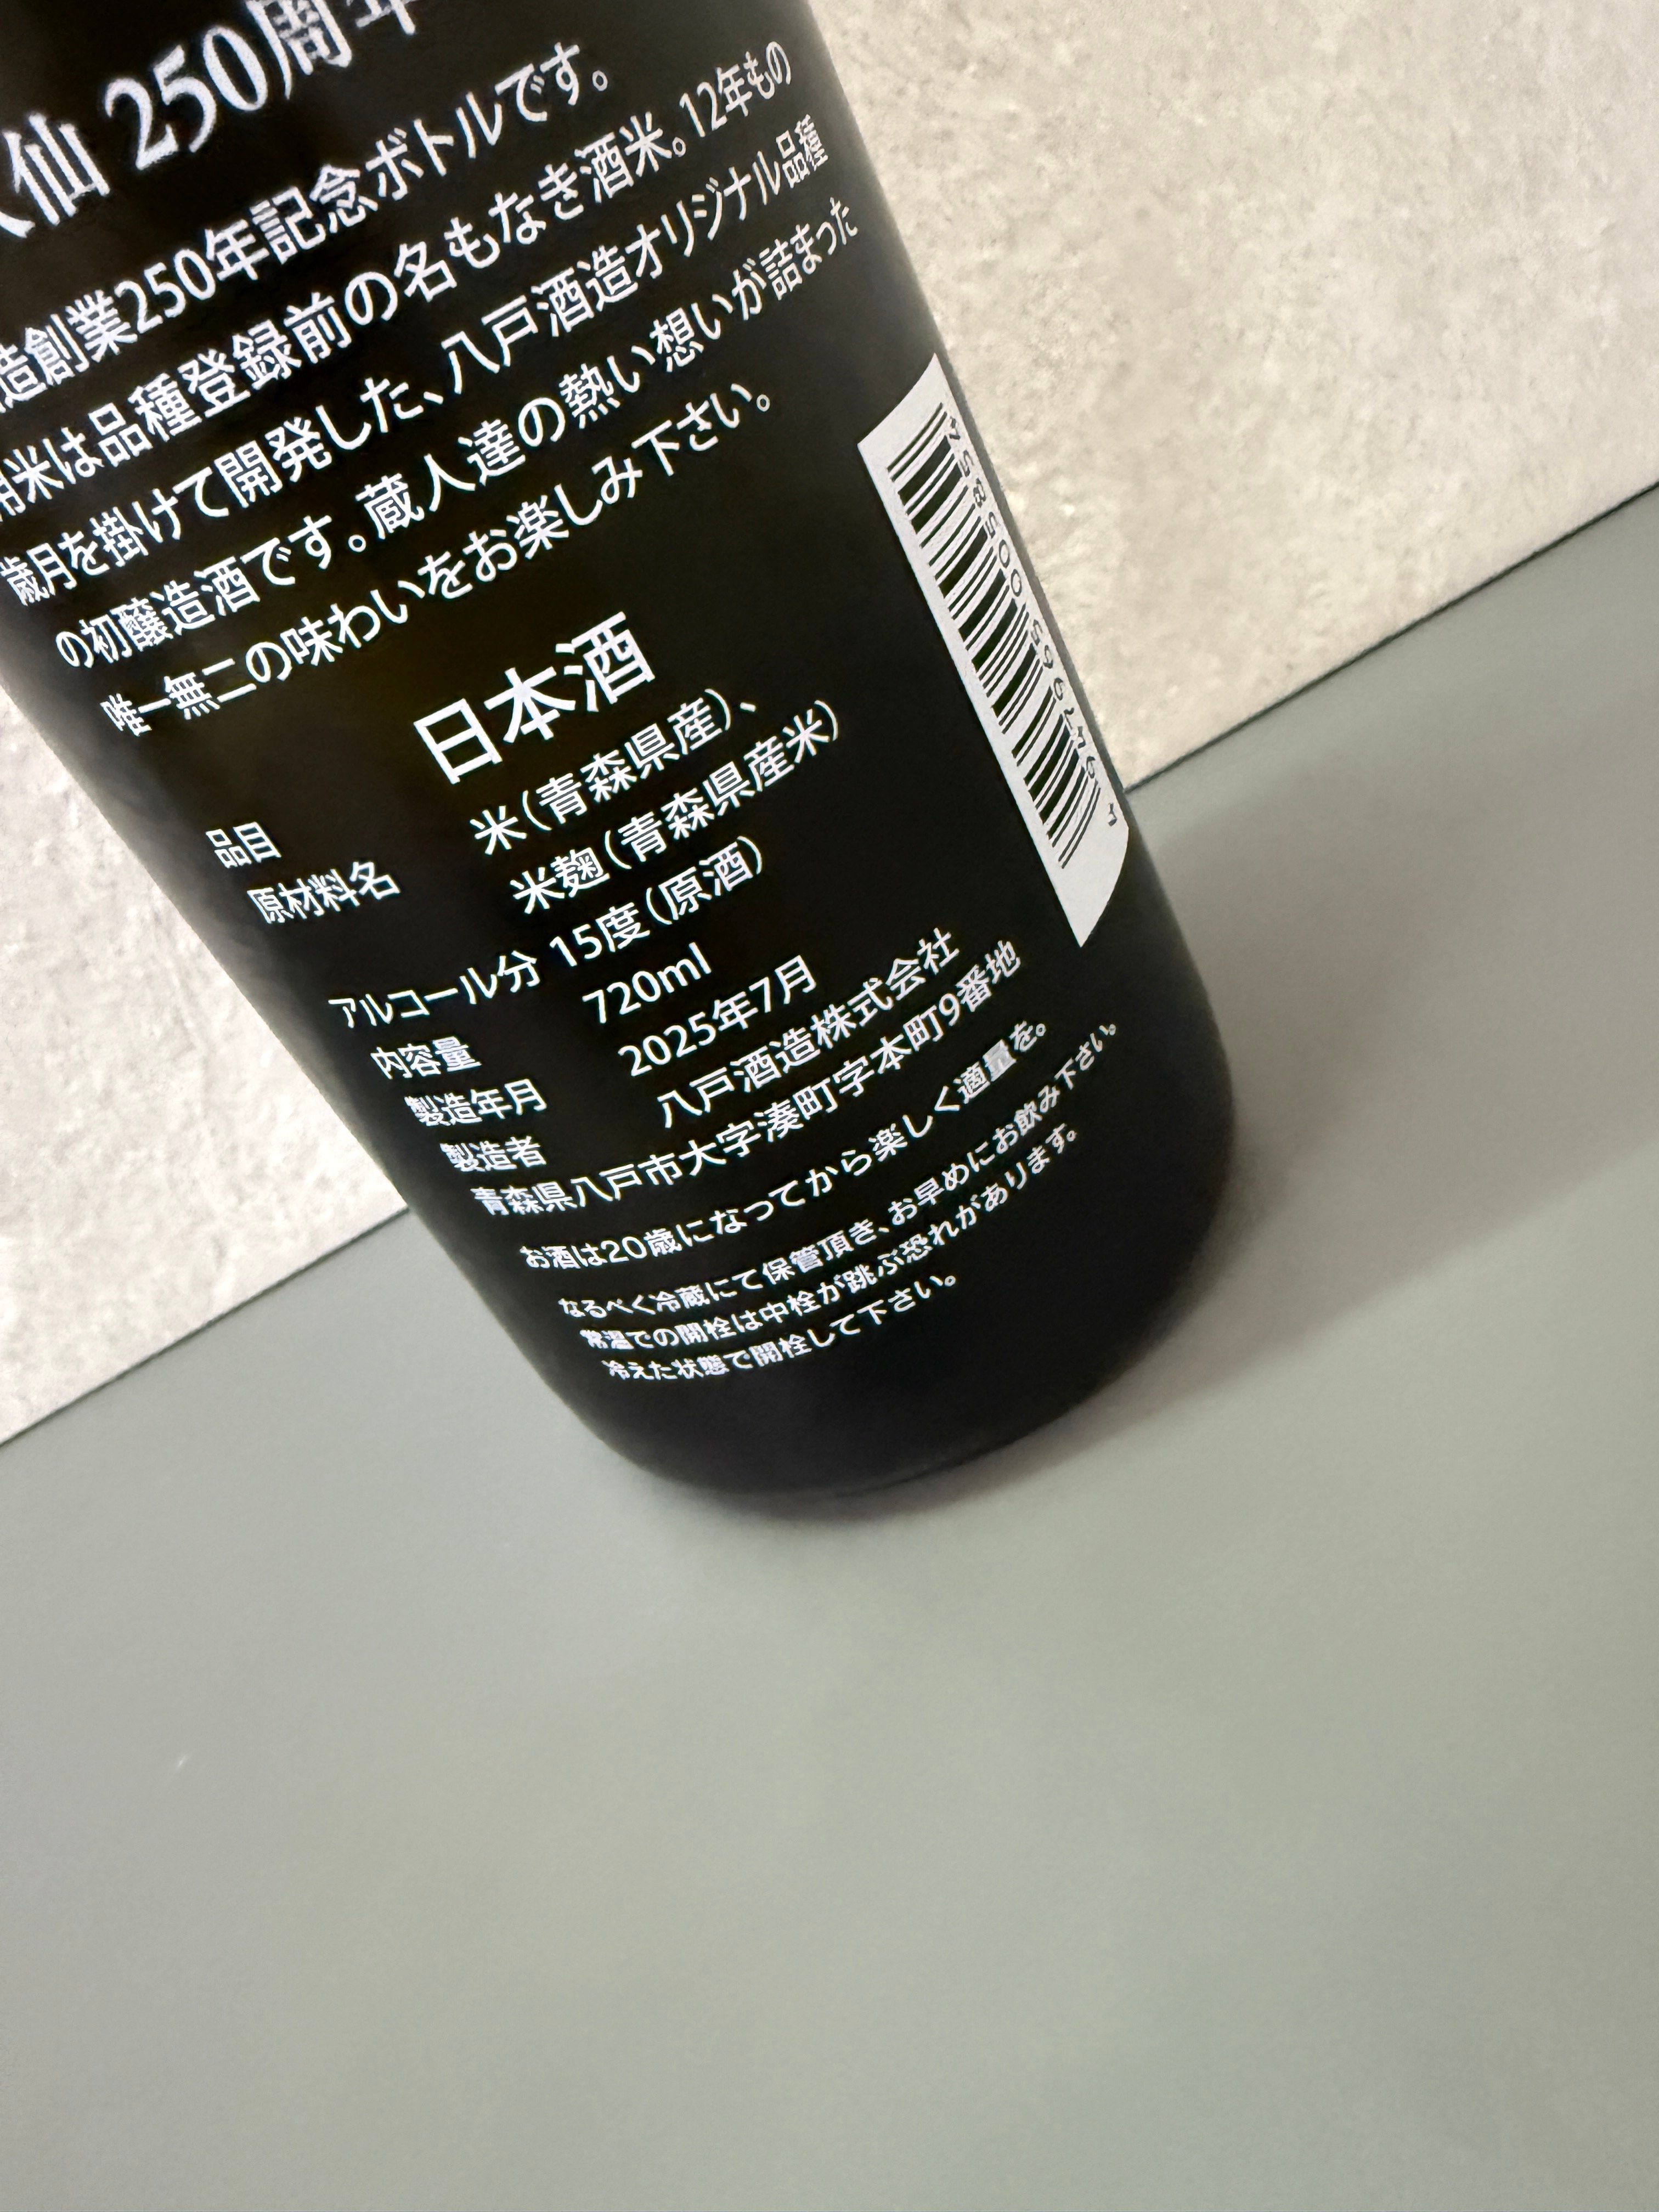 仙 250周年
造創業250年記念ボトルです。
用米は品種登録前の名もなき酒米。12年もの
歳月を掛けて開発した、八戸酒造オリジナル品種
の初醸造酒です。蔵人達の熱い想いが詰まった
唯一無二の味わいをお楽しみ下さい。
日本酒
品目
原材料名 米(青森県産)、
米麹(青森県産米)
アルコール分 15度(原酒)
内容量 720ml
製造年月 2025年7月
製造者 八戸酒造株式会社
青森県八戸市大字湊町字本町9番地
お酒は20歳になってから楽しく適量を。
なるべく冷蔵にて保管頂き、お早めにお飲み下さい。
常温での開栓は中栓が跳ぶ恐れがあります。
冷えた状態で開栓して下さい。